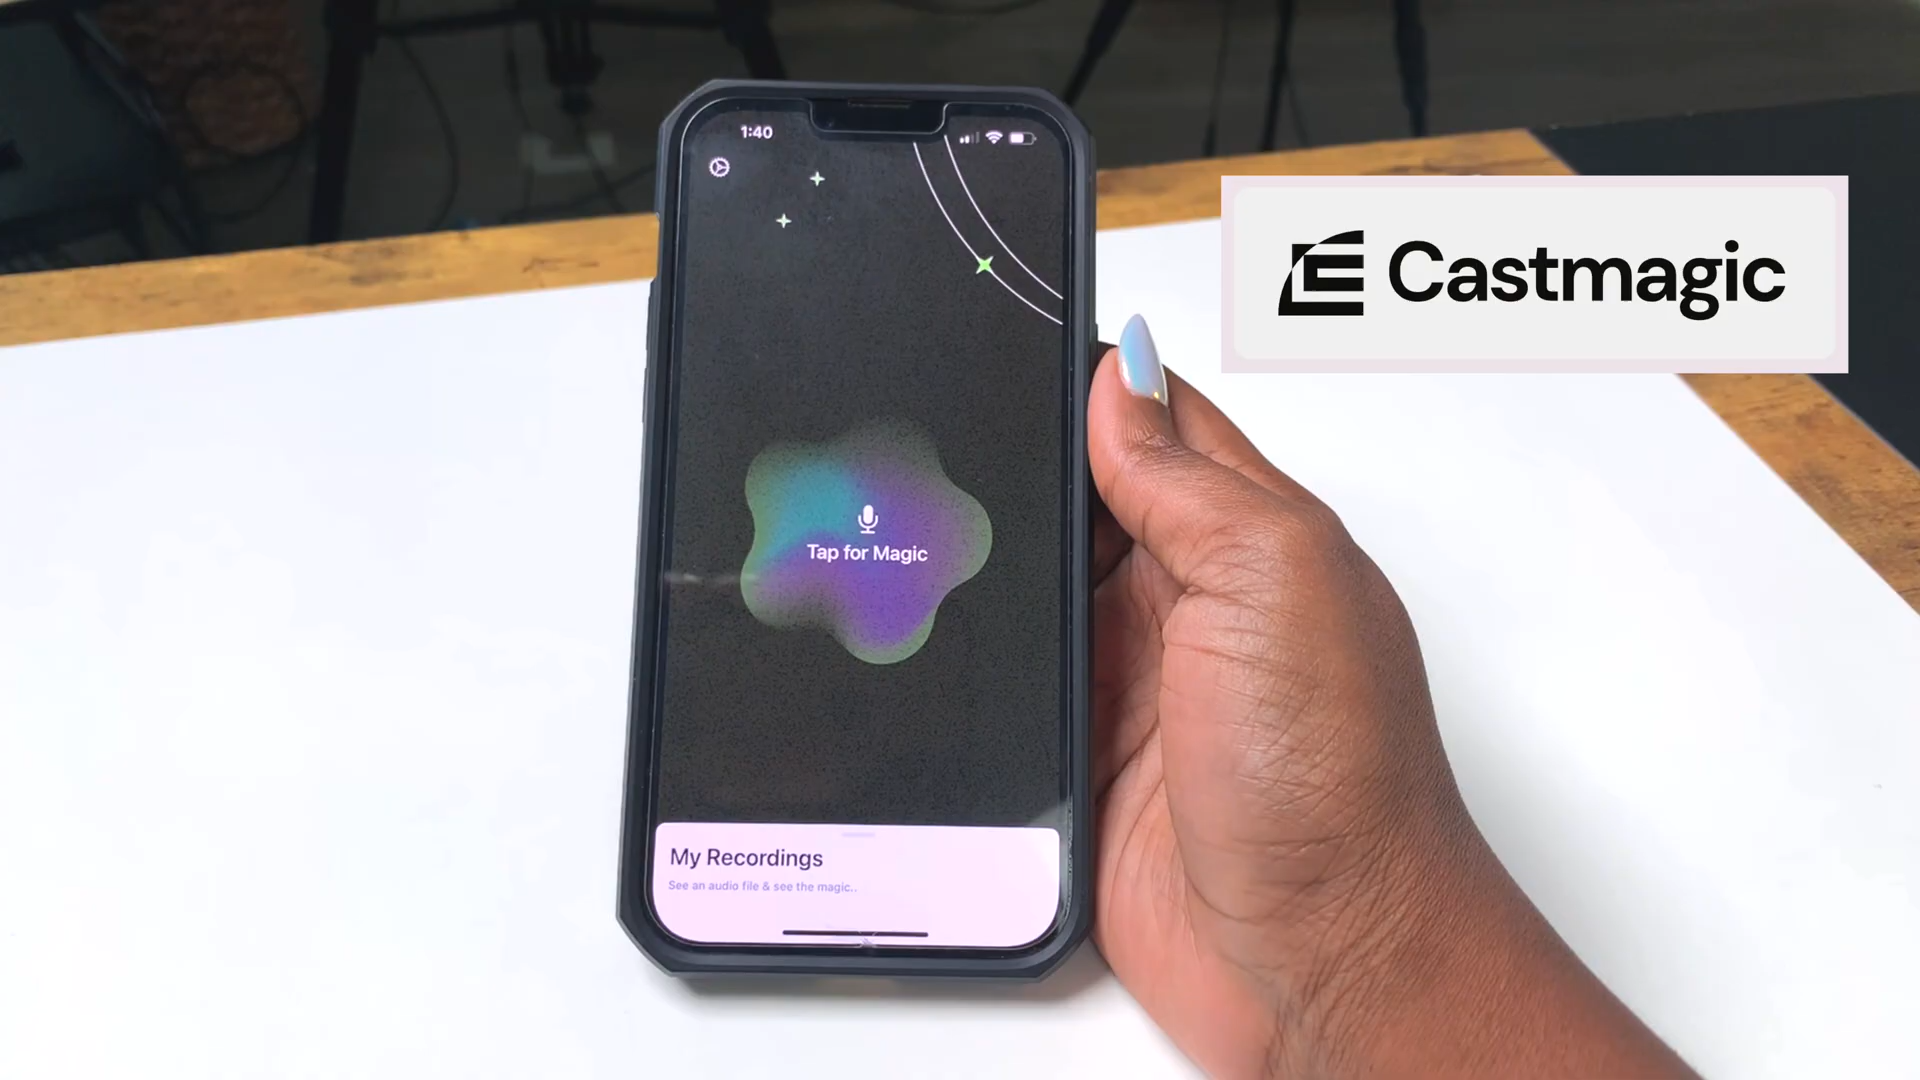 1:40
Castmagic
Tap for Magic
My Recordings
See an audio file & see the magic..